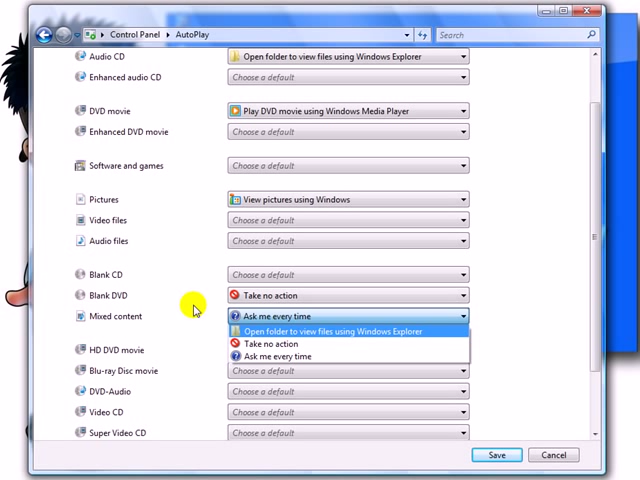 Control Panel AutoPlay Search
Audio CD Open folder to view files using Windows Explorer
Enhanced audio CD Choose a default
DVD movie Play DVD movie using Windows Media Player
Enhanced DVD movie Choose a default
Software and games Choose a default
Pictures View pictures using Windows
Video files Choose a default
Audio files Choose a default
Blank CD Choose a default
Blank DVD Take no action
Mixed content Ask me every time
Open folder to view files using Windows Explorer
Take no action
Ask me every time
HD DVD movie
Blu-ray Disc movie Choose a default
DVD-Audio Choose a default
Video CD Choose a default
Super Video CD Choose a default
Save Cancel